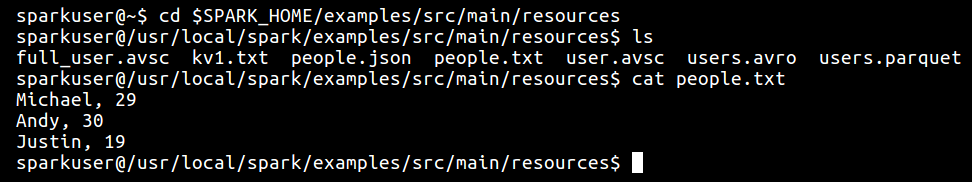 sparkuser@~$ cd $SPARK_HOME/examples/src/main/resources
sparkuser@/usr/local/spark/examples/src/main/resources$ ls
full_user.avsc  kv1.txt  people.json  people.txt  user.avsc  users.avro  users.parquet
sparkuser@/usr/local/spark/examples/src/main/resources$ cat people.txt
Michael, 29
Andy, 30
Justin, 19
sparkuser@/usr/local/spark/examples/src/main/resources$